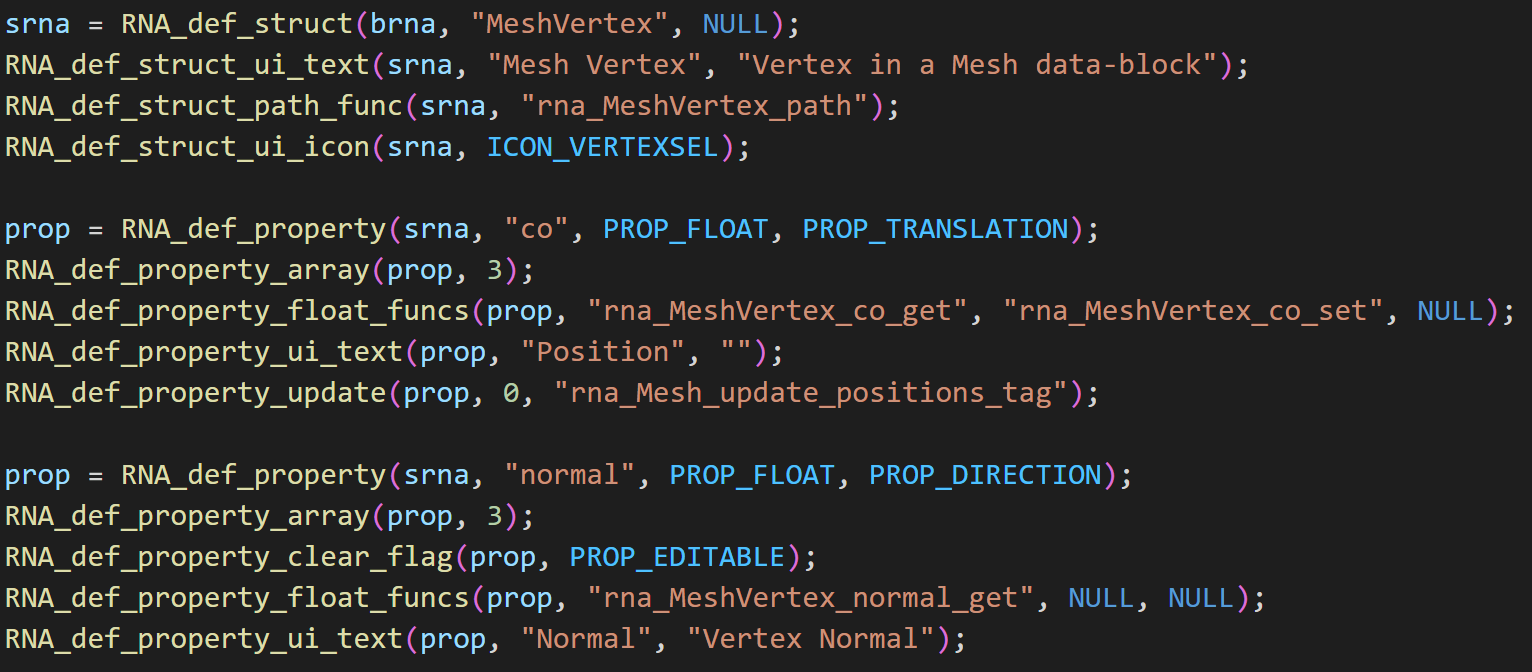 srna = RNA_def_struct(brna, "MeshVertex", NULL);
RNA_def_struct_ui_text(srna, "Mesh Vertex", "Vertex in a Mesh data-block");
RNA_def_struct_path_func(srna, "rna_MeshVertex_path");
RNA_def_struct_ui_icon(srna, ICON_VERTEXSEL);

prop = RNA_def_property(srna, "co", PROP_FLOAT, PROP_TRANSLATION);
RNA_def_property_array(prop, 3);
RNA_def_property_float_funcs(prop, "rna_MeshVertex_co_get", "rna_MeshVertex_co_set", NULL);
RNA_def_property_ui_text(prop, "Position", "");
RNA_def_property_update(prop, 0, "rna_Mesh_update_positions_tag");

prop = RNA_def_property(srna, "normal", PROP_FLOAT, PROP_DIRECTION);
RNA_def_property_array(prop, 3);
RNA_def_property_clear_flag(prop, PROP_EDITABLE);
RNA_def_property_float_funcs(prop, "rna_MeshVertex_normal_get", NULL, NULL);
RNA_def_property_ui_text(prop, "Normal", "Vertex Normal");